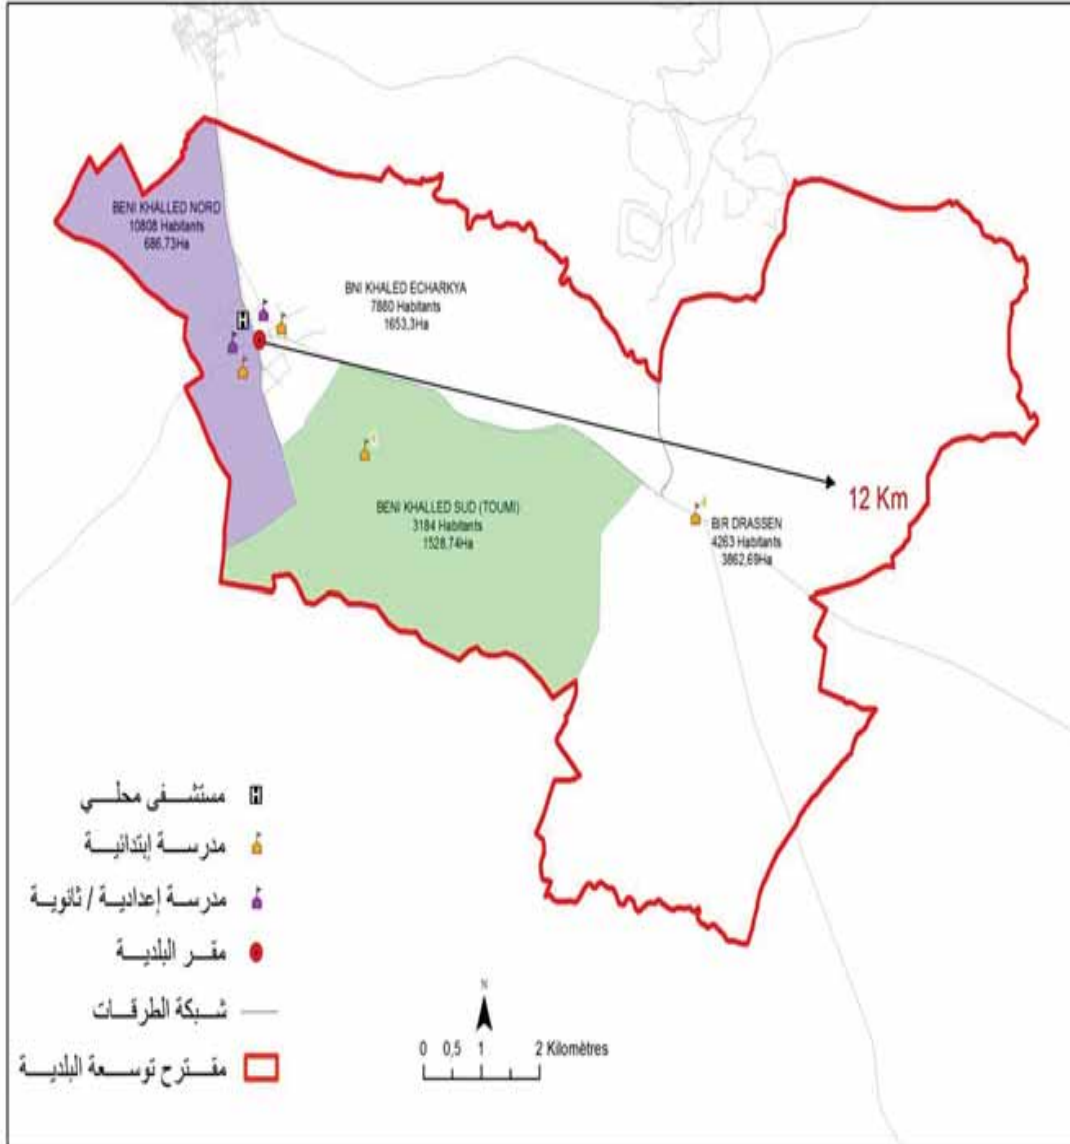 BENI KHALLED NORD
10808 Habitants
686,73Ha
BNI KHALED ECHARKYA
7880 Habitants
1653,3Ha
12 Km
BENI KHALLED SUD (TOUMI)
3184 Habitants
1528,74Ha
BIR DRASSEN
4263 Habitants
3862,69Ha
H
مستشفى محلي
مدرسة إبتدائية
مدرسة إعدادية / ثانوية
مقر البلدية
شبكة الطرقات
مقترح توسعة البلدية
N
0 0,5 1 2 Kilomètres